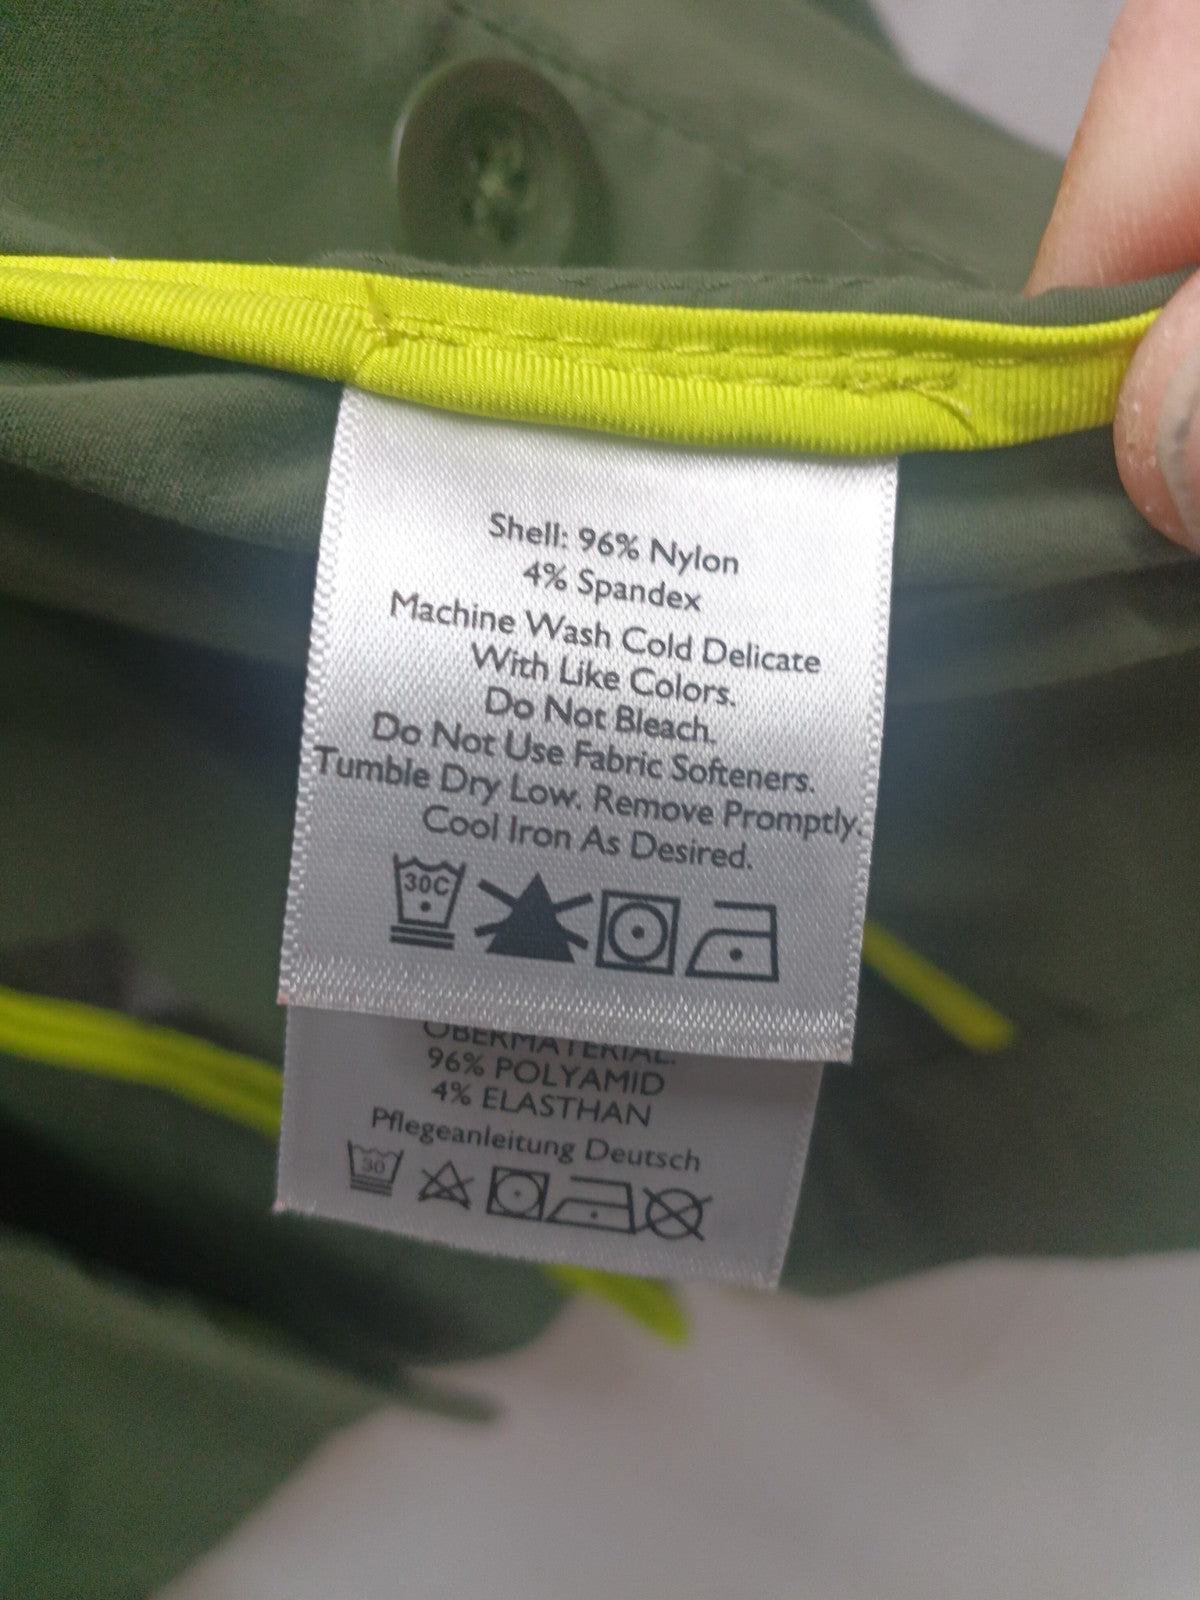 Shell: 96% Nylon
4% Spandex
Machine Wash Cold Delicate
With Like Colors.
Do Not Bleach.
Do Not Use Fabric Softeners.
Tumble Dry Low. Remove Promptly.
Cool Iron As Desired.
30C
OBERMATERIAL:
96% POLYAMID
4% ELASTHAN
Pflegeanleitung Deutsch
30